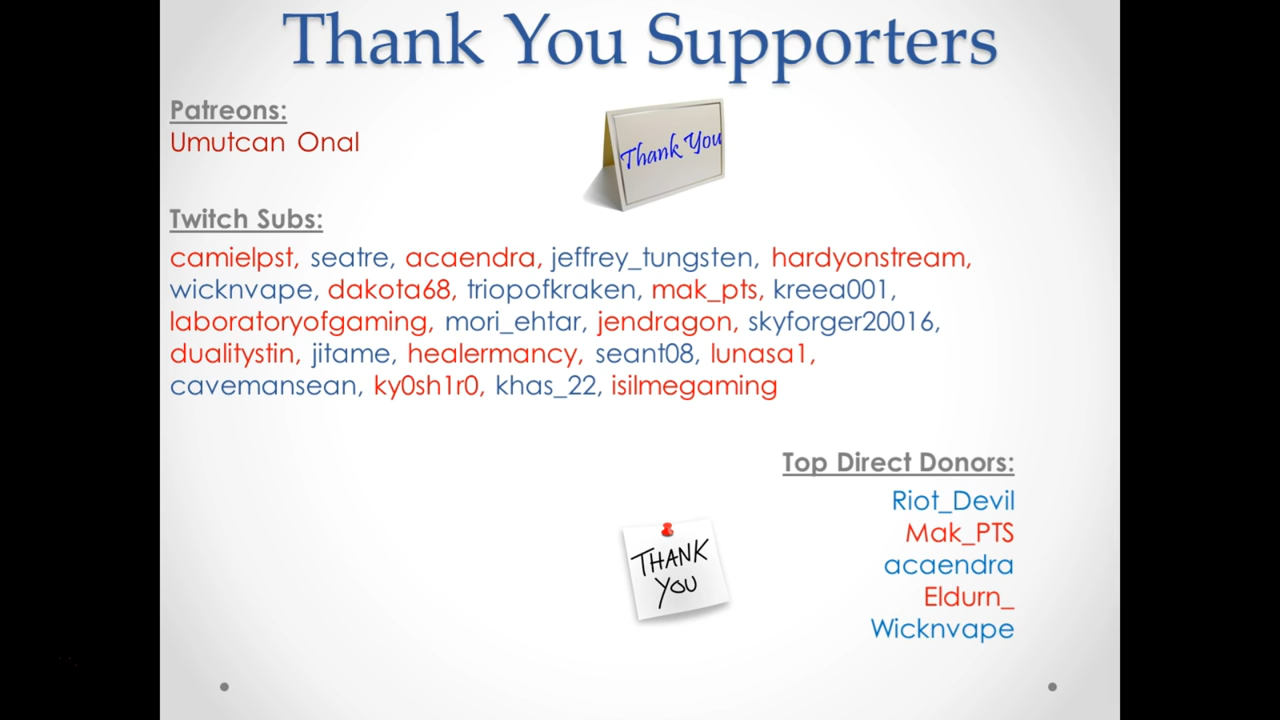 Thank You Supporters
Patreons:
Umutcan Onal
Thank You
Twitch Subs:
camielpst, seatre, acaendra, jeffrey_tungsten, hardyonstream,
wicknvape, dakota68, triopofkraken, mak_pts, kreea001,
laboratoryofgaming, mori_ehtar, jendragon, skyforger20016,
dualitystin, jitame, healermancy, seant08, lunasa1,
cavemansean, ky0sh1r0, khas_22, isilmegaming
Top Direct Donors:
Riot_Devil
Mak_PTS
acaendra
Eldurn_
Wicknvape
THANK
YOU